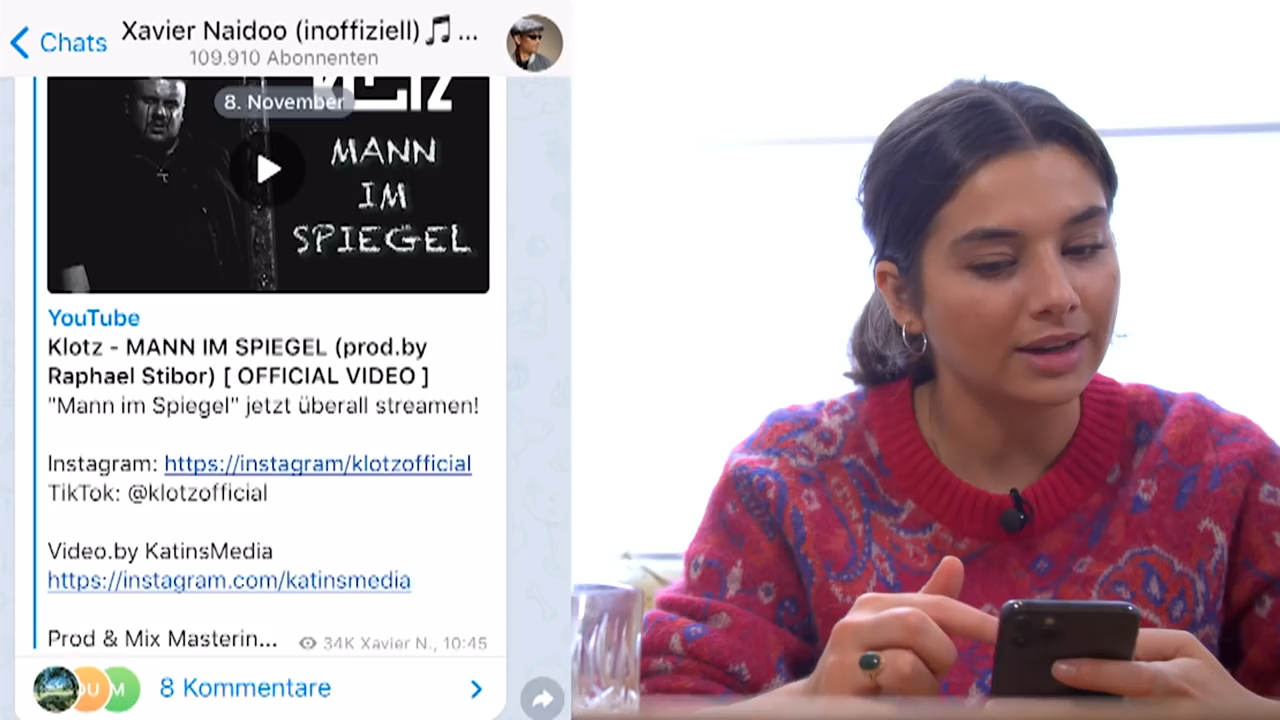 Chats
Xavier Naidoo (inoffiziell)🎵...
109.910 Abonnenten
8. November
MANN
IM
SPIEGEL
YouTube
Klotz - MANN IM SPIEGEL (prod.by
Raphael Stibor) [ OFFICIAL VIDEO ]
"Mann im Spiegel" jetzt überall streamen!
Instagram: https://instagram/klotzofficial
TikTok: @klotzofficial
Video.by KatinsMedia
https://instagram.com/katinsmedia
Prod & Mix Masterin... 34K Xavier N., 10:45
OU M
8 Kommentare